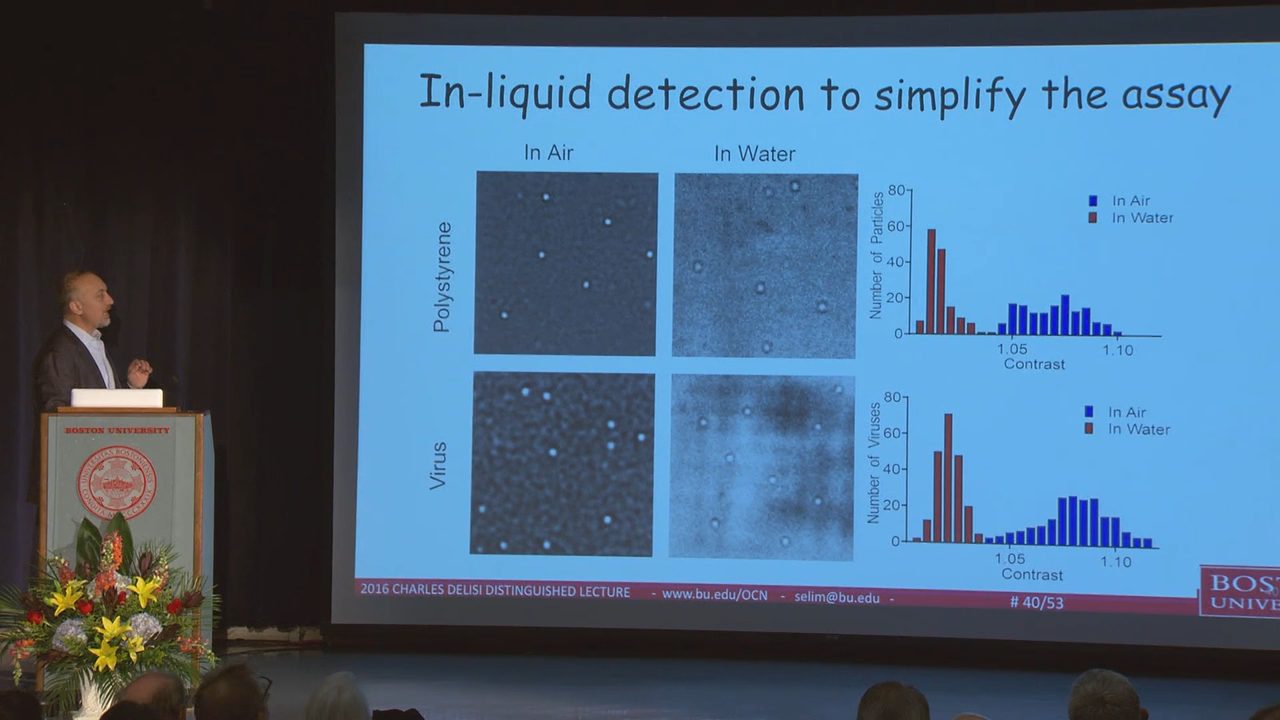 In-liquid detection to simplify the assay
In Air
In Water
Polystyrene
Virus
Number of Particles
80
60
40
20
0
1.05
1.10
Contrast
In Air
In Water
Number of Viruses
80
60
40
20
0
1.05
1.10
Contrast
In Air
In Water
2016 CHARLES DELISI DISTINGUISHED LECTURE - www.bu.edu/OCN - selim@bu.edu - # 40/53
BOS
UNIVE
BOSTON UNIVERSITY